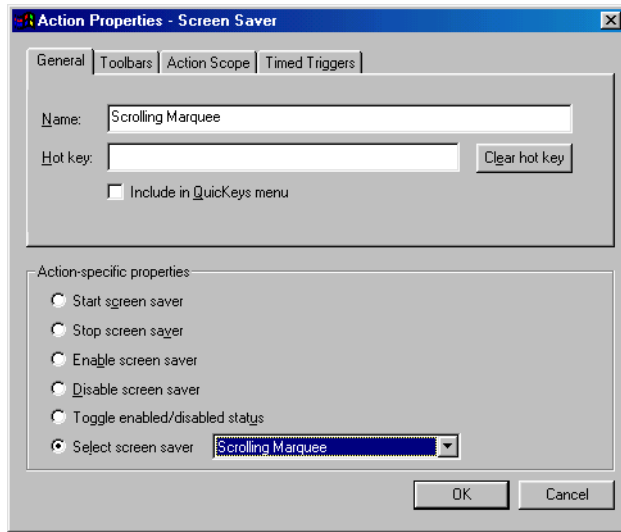 Action Properties - Screen Saver
General Toolbars Action Scope Timed Triggers
Name: Scrolling Marquee
Hot key: Clear hot key
Include in QuicKeys menu
Action-specific properties
Start screen saver
Stop screen saver
Enable screen saver
Disable screen saver
Toggle enabled/disabled status
Select screen saver Scrolling Marquee
OK Cancel